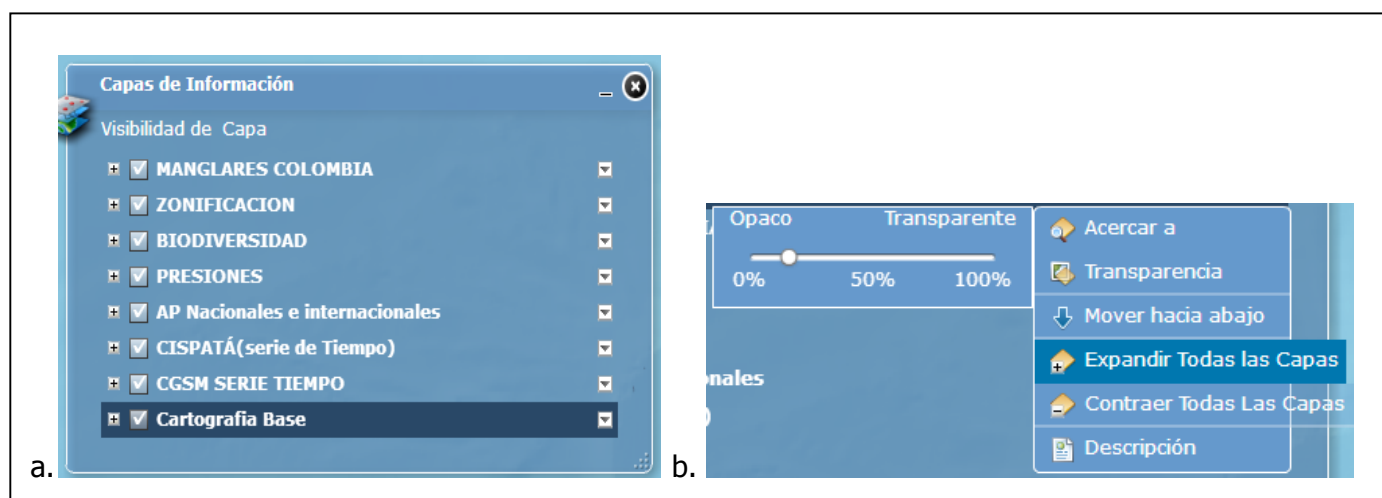 Capas de Información
Visibilidad de Capa
MANGLARES COLOMBIA
ZONIFICACION
BIODIVERSIDAD
PRESIONES
AP Nacionales e internacionales
CISPATÁ(serie de Tiempo)
CGSM SERIE TIEMPO
Cartografia Base
a.
Opaco Transparente
0% 50% 100%
onales
)
Acercar a
Transparencia
Mover hacia abajo
Expandir Todas las Capas
Contraer Todas Las Capas
Descripción
b.